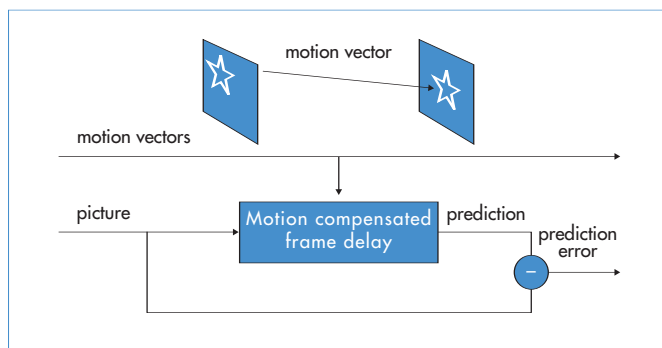 motion vector
motion vectors
picture
Motion compensated
frame delay
prediction
prediction
error
–